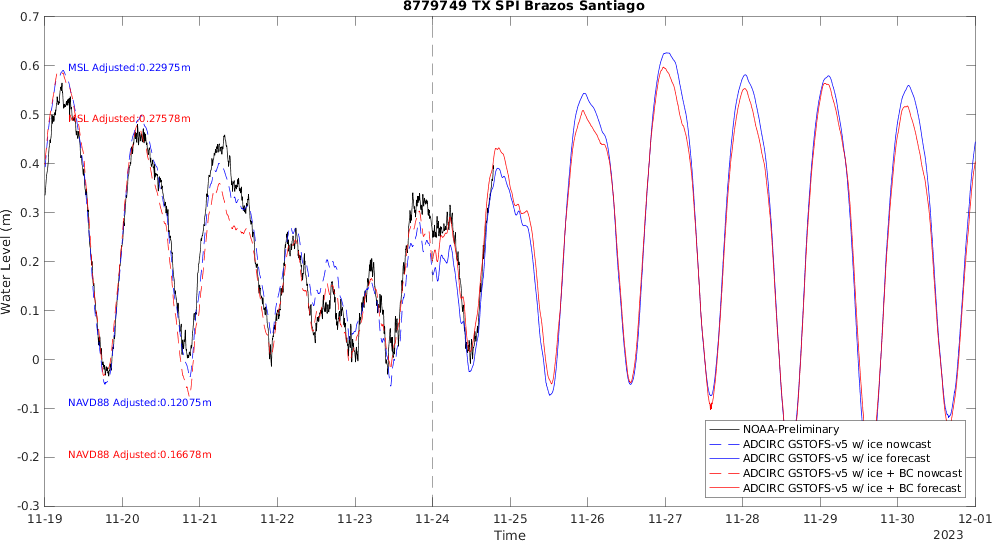 8779749 TX SPI Brazos Santiago
0.7
0.6
0.5
0.4
0.3
0.2
0.1
0
-0.1
-0.2
-0.3
Water Level (m)
MSL Adjusted:0.22975m
MSL Adjusted:0.27578m
NAVD88 Adjusted:0.12075m
NAVD88 Adjusted:0.16678m
NOAA-Preliminary
ADCIRC GSTOFS-v5 w/ ice nowcast
ADCIRC GSTOFS-v5 w/ ice forecast
ADCIRC GSTOFS-v5 w/ ice + BC nowcast
ADCIRC GSTOFS-v5 w/ ice + BC forecast
11-19 11-20 11-21 11-22 11-23 11-24 11-25 11-26 11-27 11-28 11-29 11-30 12-01
Time
2023